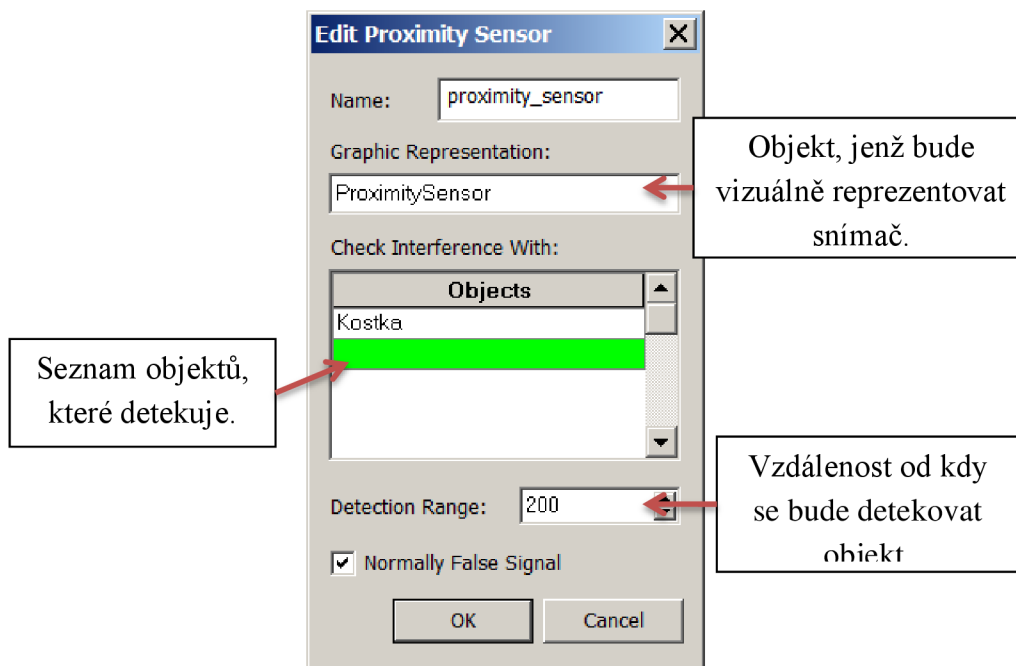 Edit Proximity Sensor
Name:
proximity_sensor
Graphic Representation:
ProximitySensor
Objekt, jenž bude
vizuálně reprezentovat
snímač.
Check Interference With:
Objects
Kostka
Seznam objektů,
které detekuje.
Detection Range:
200
Vzdálenost od kdy
se bude detekovat
objekt
Normally False Signal
OK
Cancel